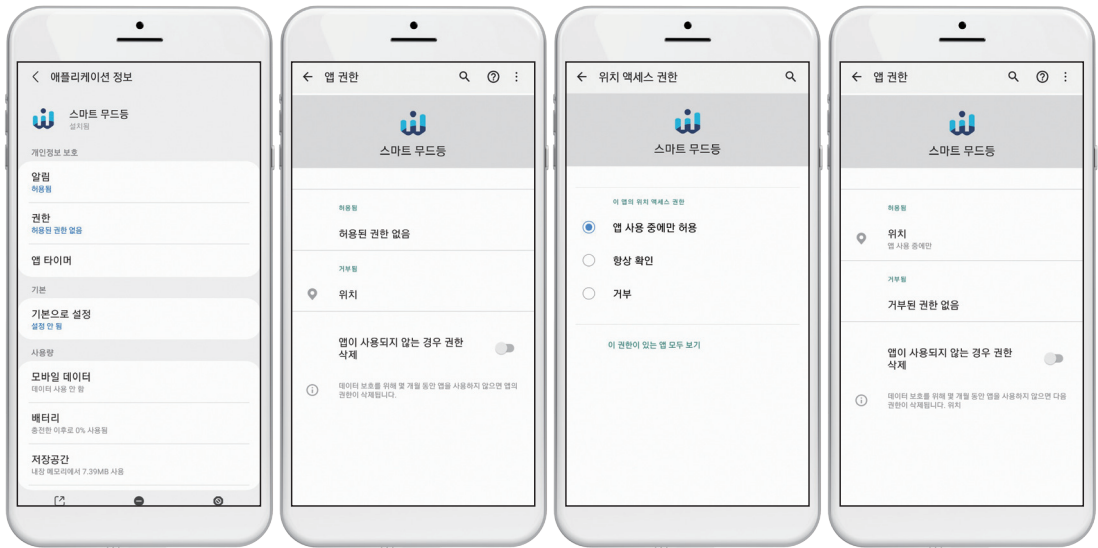 애플리케이션 정보
스마트 무드등
설치됨
개인정보 보호
알림
허용됨
권한
허용된 권한 없음
앱 타이머
기본
기본으로 설정
설정 안 됨
사용량
모바일 데이터
데이터 사용 안 함
배터리
충전한 이후로 0% 사용됨
저장공간
내장 메모리에서 7.39MB 사용
앱 권한
스마트 무드등
허용됨
허용된 권한 없음
거부됨
위치
앱이 사용되지 않는 경우 권한
삭제
데이터 보호를 위해 몇 개월 동안 앱을 사용하지 않으면 앱의
권한이 삭제됩니다.
위치 액세스 권한
스마트 무드등
이 앱의 위치 액세스 권한
앱 사용 중에만 허용
항상 확인
거부
이 권한이 있는 앱 모두 보기
앱 권한
스마트 무드등
허용됨
위치
앱 사용 중에만
거부됨
거부된 권한 없음
앱이 사용되지 않는 경우 권한
삭제
데이터 보호를 위해 몇 개월 동안 앱을 사용하지 않으면 다음
권한이 삭제됩니다. 위치